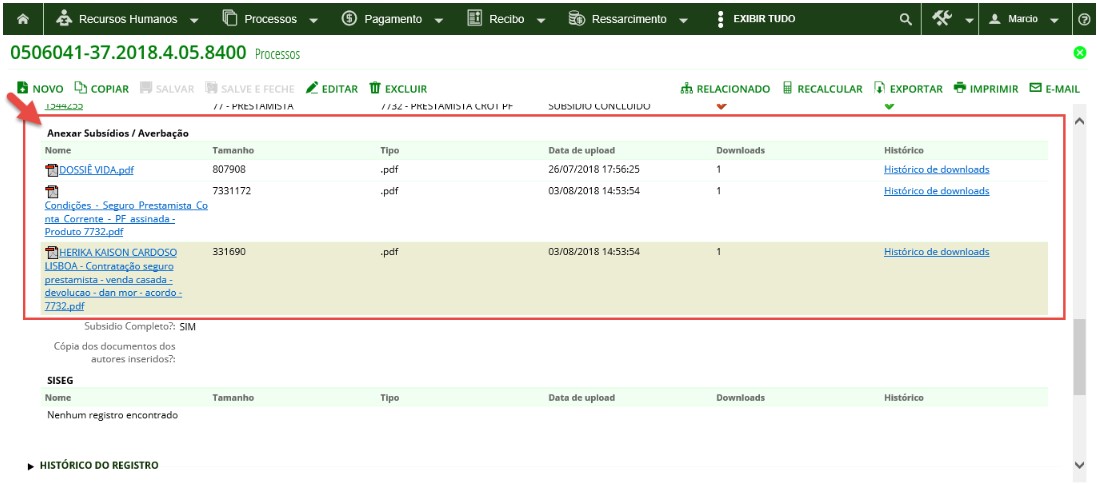 Recursos Humanos Processos Pagamento Recibo Ressarcimento EXIBIR TUDO Marcio
0506041-37.2018.4.05.8400 Processos
NOVO COPIAR SALVAR SALVE E FECHE EDITAR EXCLUIR RELACIONADO RECALCULAR EXPORTAR IMPRIMIR E-MAIL
1544255 77 - PRESTAMISTA 7732 - PRESTAMISTA CROT PF SUBSIDIO CONCLUIDO
Anexar Subsídios / Averbação
Nome Tamanho Tipo Data de upload Downloads Histórico
DOSSIÊ VIDA.pdf 807908 .pdf 26/07/2018 17:56:25 1 Histórico de downloads
7331172 .pdf 03/08/2018 14:53:54 1 Histórico de downloads
Condições - Seguro Prestamista Co
nta Corrente - PF assinada -
Produto 7732.pdf
HERIKA KAISON CARDOSO 331690 .pdf 03/08/2018 14:53:54 1 Histórico de downloads
LISBOA - Contratação seguro
prestamista - venda casada -
devolucao - dan mor - acordo -
7732.pdf
Subsidio Completo?: SIM
Cópia dos documentos dos
autores inseridos?:
SISEG
Nome Tamanho Tipo Data de upload Downloads Histórico
Nenhum registro encontrado
HISTÓRICO DO REGISTRO